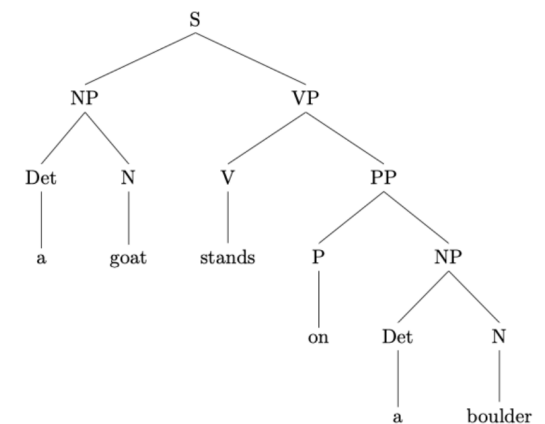 S
NP VP
Det N V PP
a goat stands P NP
on Det N
a boulder